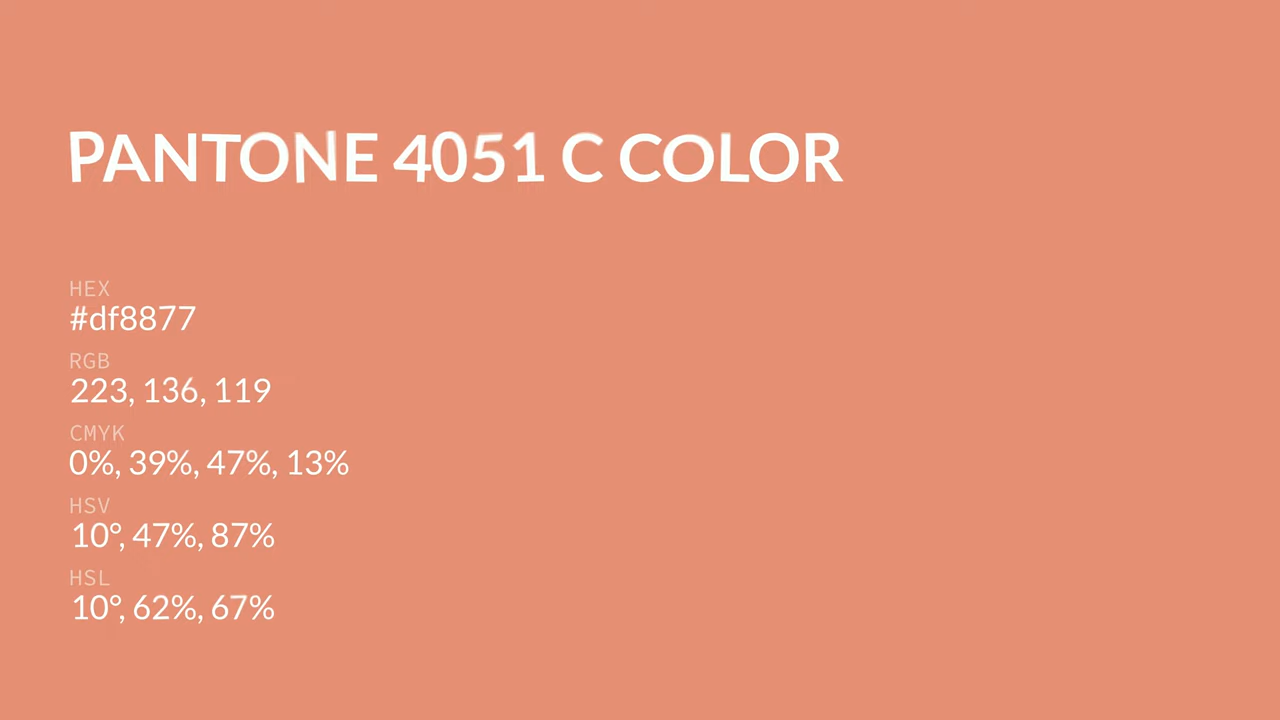 PANTONE 4051 C COLOR
HEX
#df8877
RGB
223, 136, 119
CMYK
0%, 39%, 47%, 13%
HSV
10°, 47%, 87%
HSL
10°, 62%, 67%